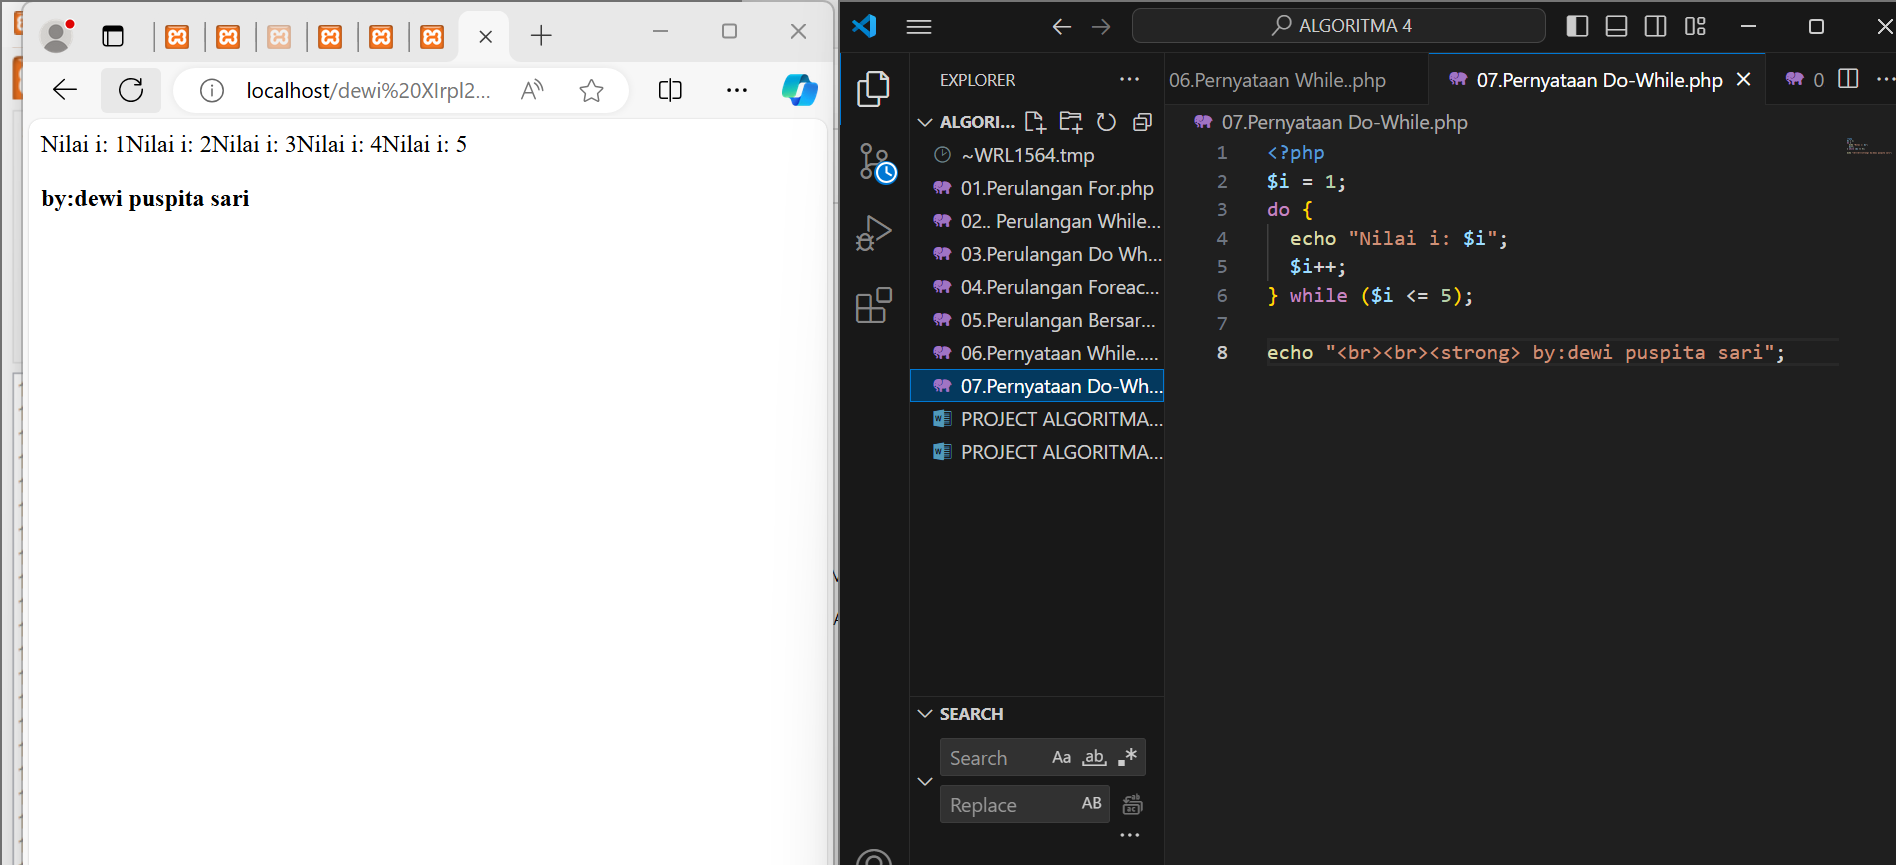 localhost/dewi%20XIrpl2...
Nilai i: 1Nilai i: 2Nilai i: 3Nilai i: 4Nilai i: 5
by:dewi puspita sari
ALGORITMA 4
EXPLORER
ALGORI...
~WRL1564.tmp
01.Perulangan For.php
02.. Perulangan While...
03.Perulangan Do Wh...
04.Perulangan Foreac...
05.Perulangan Bersar...
06.Pernyataan While.....
07.Pernyataan Do-Wh...
PROJECT ALGORITMA...
PROJECT ALGORITMA...
SEARCH
Search Aa ab
Replace AB
06.Pernyataan While..php
07.Pernyataan Do-While.php
0
07.Pernyataan Do-While.php
1 <?php
2 $i = 1;
3 do {
4 echo "Nilai i: $i";
5 $i++;
6 } while ($i <= 5);
7
8 echo "<br><br><strong> by:dewi puspita sari";